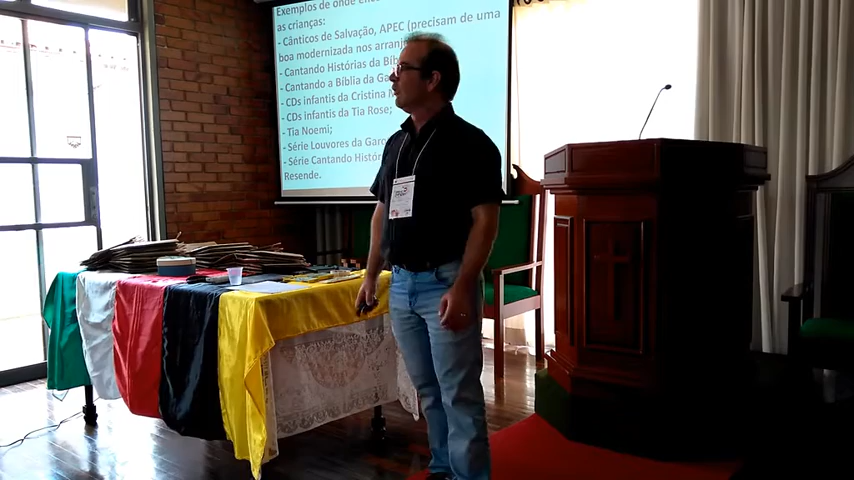 Exemplos de onde
as crianças:
- Cânticos de Salvação, APEC (precisam de uma
boa modernizada nos arranj
- Cantando Histórias da Bíb
- Cantando a Bíblia da Ga
- CDs infantis da Cristina
- CDs infantis da Tia Rose,
- Tia Noemi;
- Série Louvores da Garo
- Série Cantando Histór
Resende.